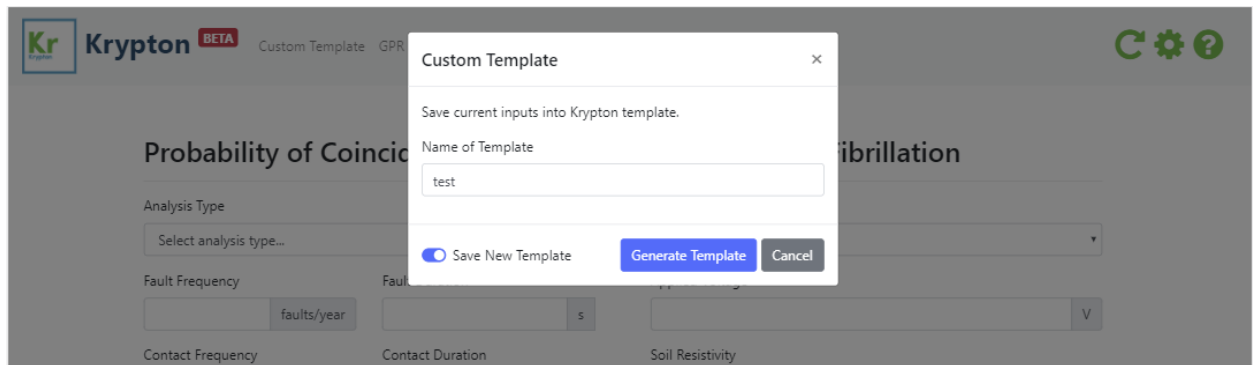 Kr
Krypton
Krypton BETA Custom Template GPR
Custom Template ×
Save current inputs into Krypton template.
Name of Template
test
Save New Template Generate Template Cancel
Probability of Coincid ibrillation
Analysis Type
Select analysis type...
Fault Frequency Faul
faults/year s V
Contact Frequency Contact Duration Soil Resistivity